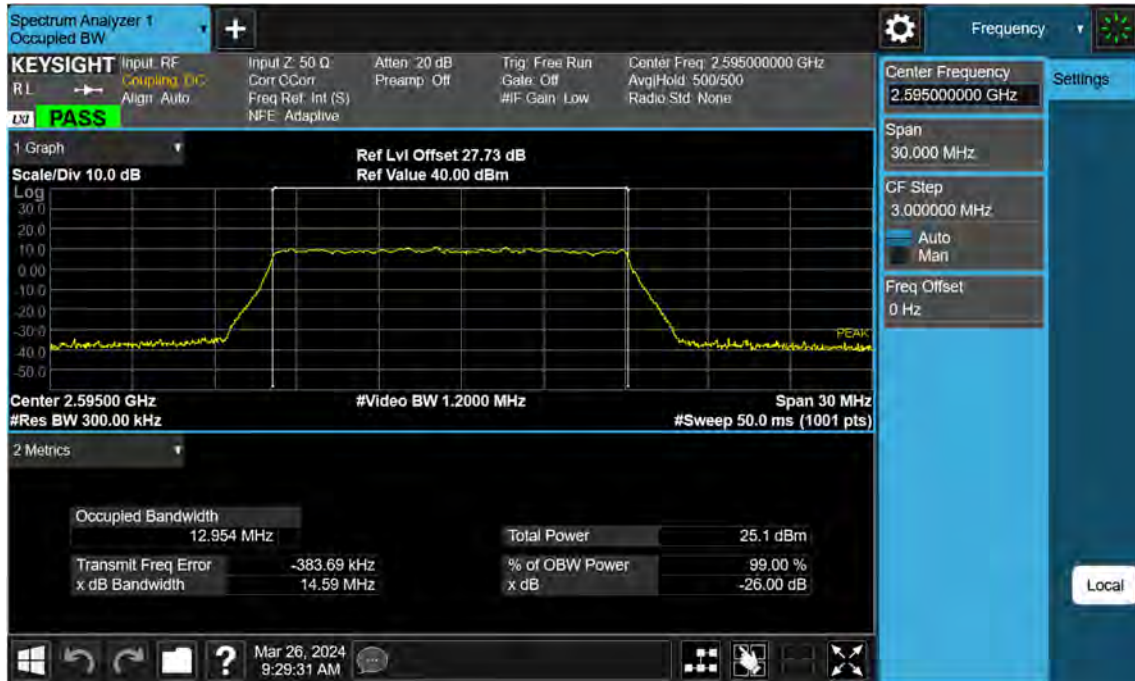 Spectrum Analyzer 1
Occupied BW
Frequency
KEYSIGHT
R L
LXI
PASS
Input: RF
Coupling: DC
Align: Auto
Input Z: 50 Ω
Corr CCorr
Freq Ref: Int (S)
NFE: Adaptive
Atten: 20 dB
Preamp: Off
Trig: Free Run
Gate: Off
#IF Gain: Low
Center Freq: 2.595000000 GHz
Avg|Hold: 500/500
Radio Std: None
1 Graph
Scale/Div 10.0 dB
Ref Lvl Offset 27.73 dB
Ref Value 40.00 dBm
Log
30.0
20.0
10.0
0.00
-10.0
-20.0
-30.0
-40.0
-50.0
PEAK
Center 2.59500 GHz
#Video BW 1.2000 MHz
Span 30 MHz
#Res BW 300.00 kHz
#Sweep 50.0 ms (1001 pts)
2 Metrics
Occupied Bandwidth
12.954 MHz
Total Power 25.1 dBm
Transmit Freq Error -383.69 kHz
% of OBW Power 99.00 %
x dB Bandwidth 14.59 MHz
x dB -26.00 dB
?
Mar 26, 2024
9:29:31 AM
Center Frequency
2.595000000 GHz
Settings
Span
30.000 MHz
CF Step
3.000000 MHz
Auto
Man
Freq Offset
0 Hz
Local